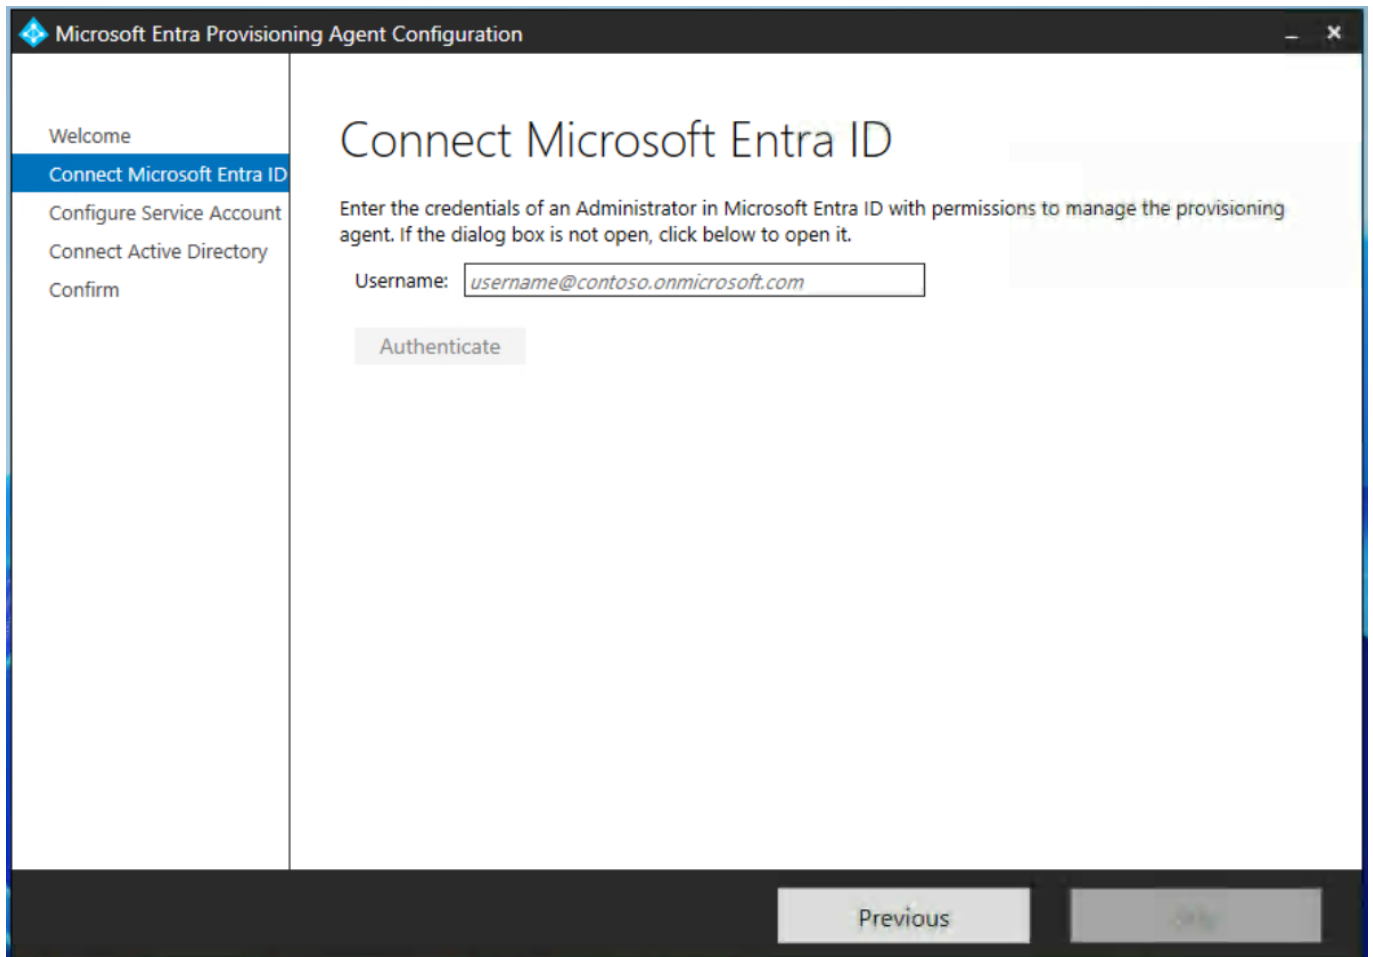 Microsoft Entra Provisioning Agent Configuration
Welcome
Connect Microsoft Entra ID
Configure Service Account
Connect Active Directory
Confirm
Connect Microsoft Entra ID
Enter the credentials of an Administrator in Microsoft Entra ID with permissions to manage the provisioning
agent. If the dialog box is not open, click below to open it.
Username: username@contoso.onmicrosoft.com
Authenticate
Previous